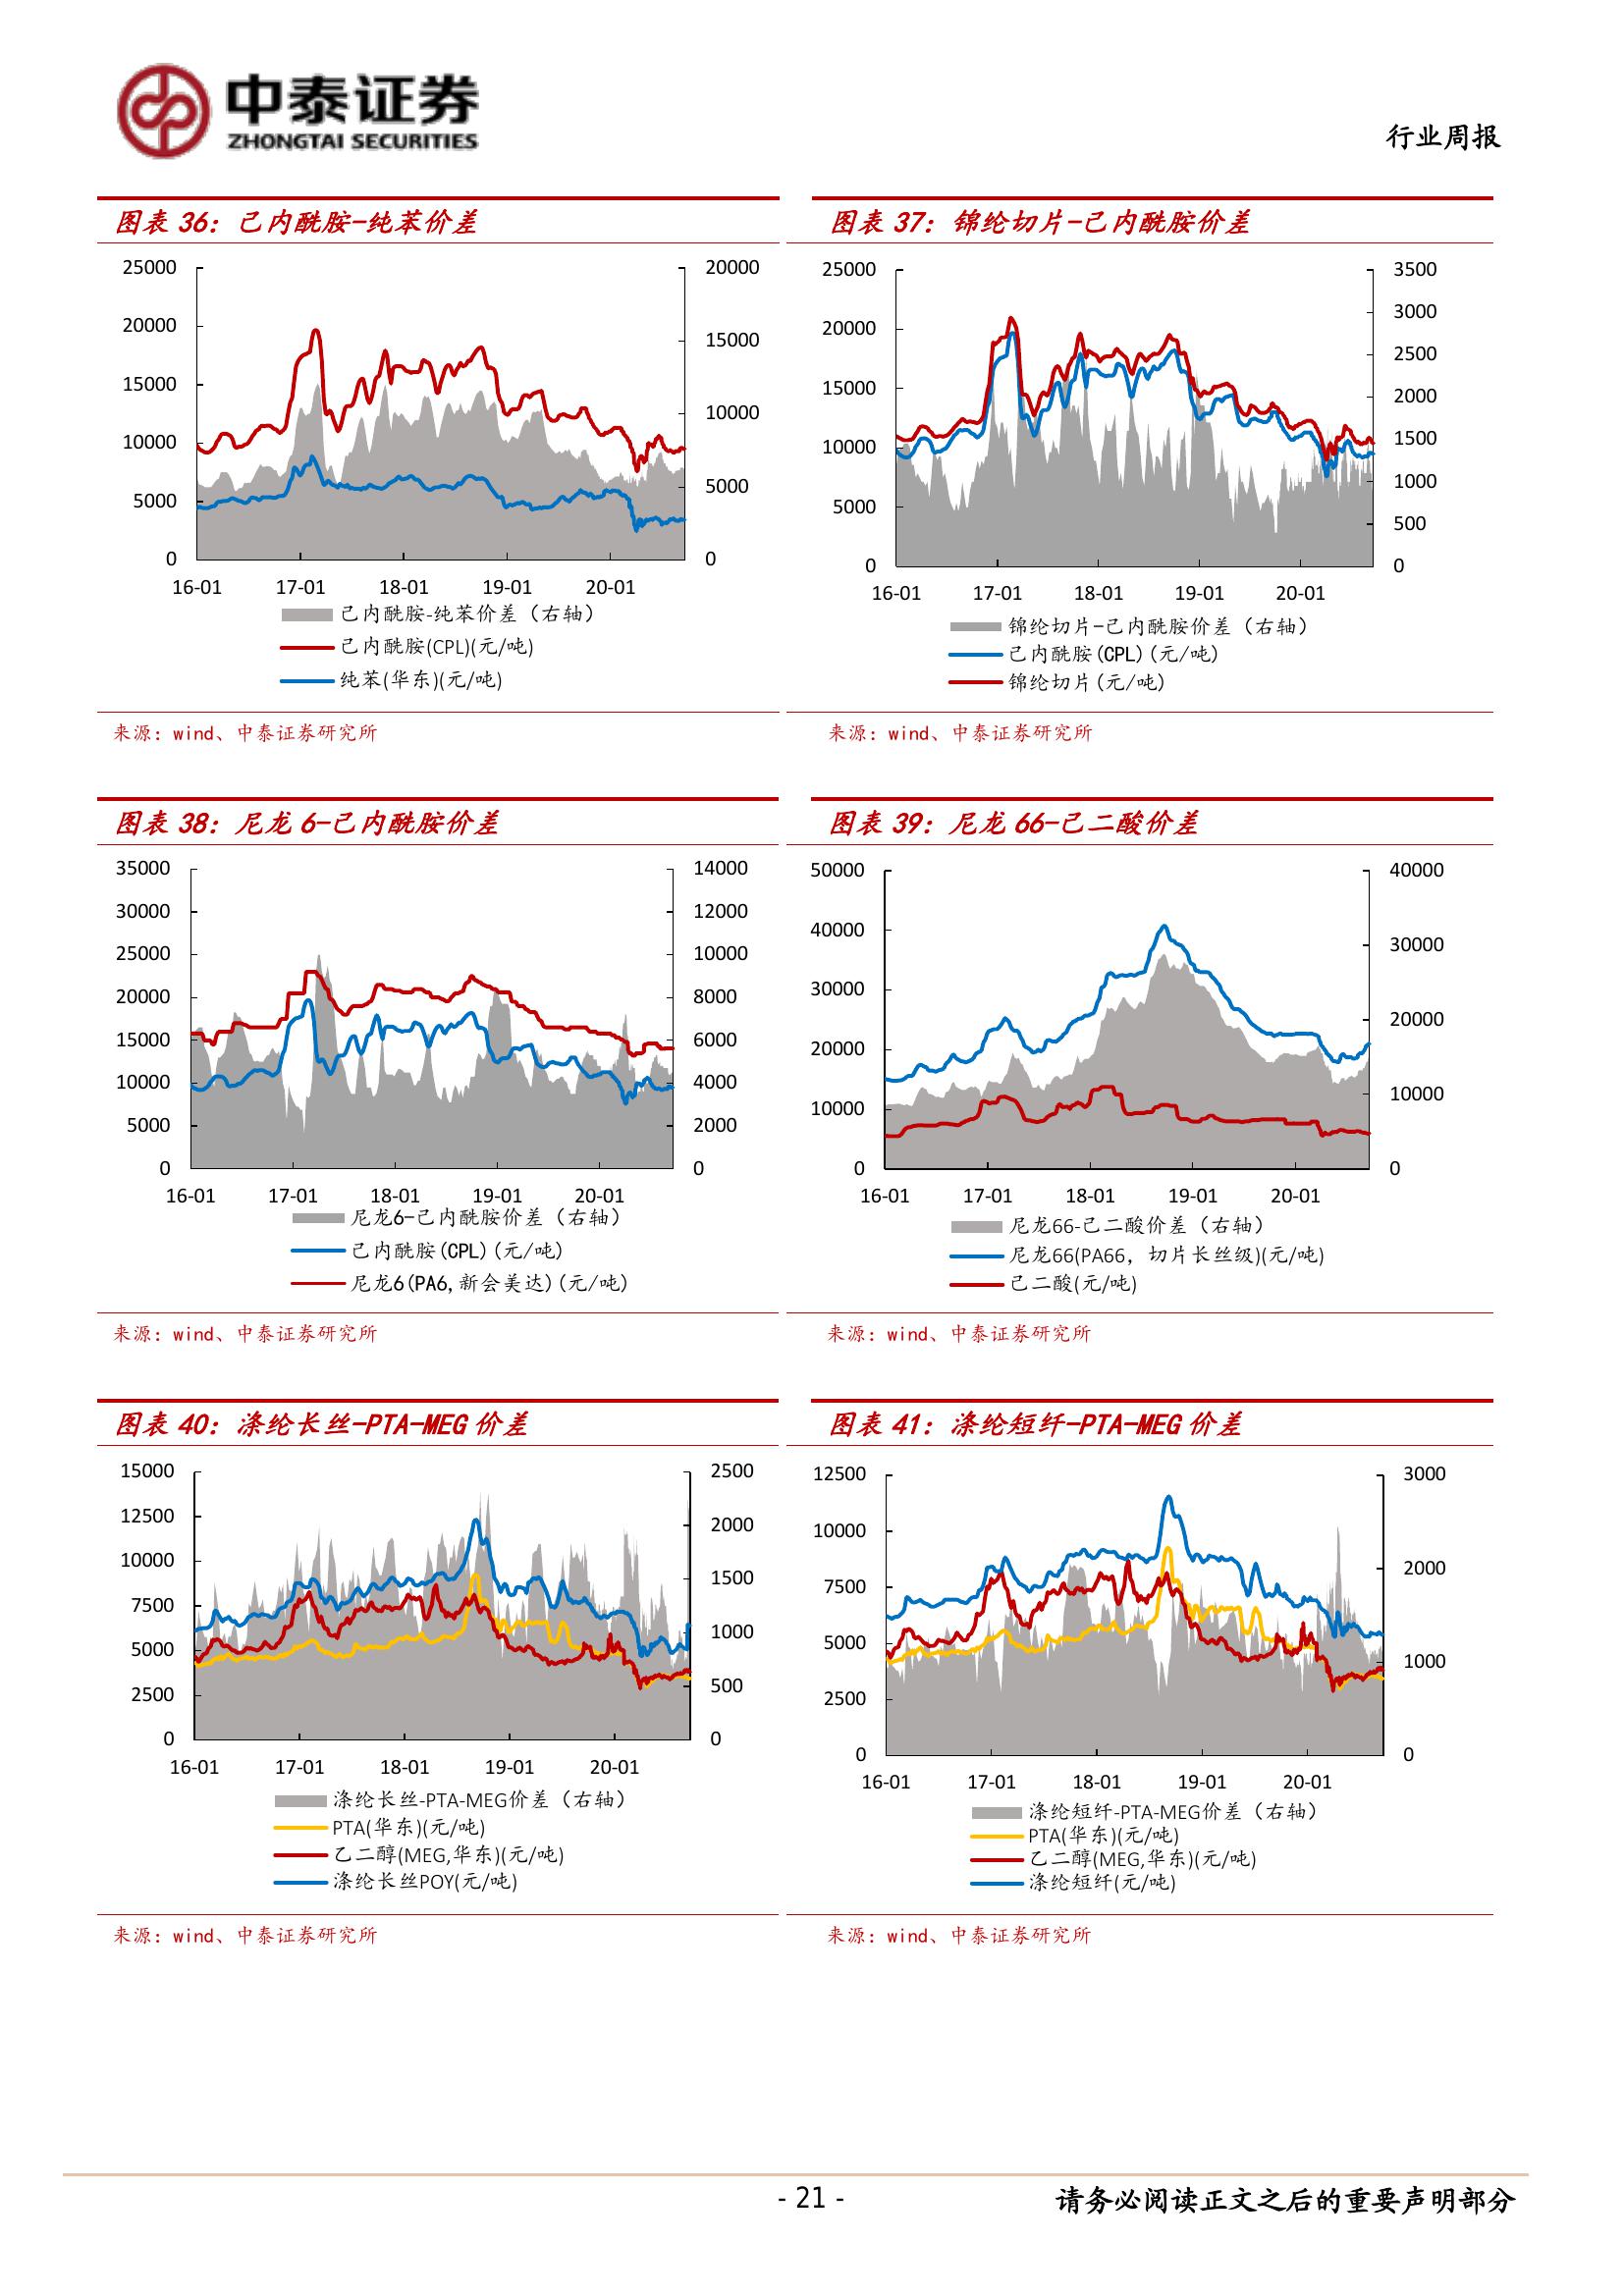 中泰证券
ZHONGTAI SECURITIES
行业周报
图表 36：己内酰胺-纯苯价差
25000
20000
15000
10000
5000
0
20000
15000
10000
5000
0
16-01 17-01 18-01 19-01 20-01
己内酰胺-纯苯价差（右轴）
己内酰胺(CPL)(元/吨)
纯苯(华东)(元/吨)
来源：wind、中泰证券研究所
图表 37：锦纶切片-己内酰胺价差
25000
20000
15000
10000
5000
0
3500
3000
2500
2000
1500
1000
500
0
16-01 17-01 18-01 19-01 20-01
锦纶切片-己内酰胺价差（右轴）
己内酰胺(CPL)(元/吨)
锦纶切片(元/吨)
来源：wind、中泰证券研究所
图表 38：尼龙 6-己内酰胺价差
35000
30000
25000
20000
15000
10000
5000
0
14000
12000
10000
8000
6000
4000
2000
0
16-01 17-01 18-01 19-01 20-01
尼龙6-己内酰胺价差（右轴）
己内酰胺(CPL)(元/吨)
尼龙6(PA6,新会美达)(元/吨)
来源：wind、中泰证券研究所
图表 39：尼龙 66-己二酸价差
50000
40000
30000
20000
10000
0
40000
30000
20000
10000
0
16-01 17-01 18-01 19-01 20-01
尼龙66-己二酸价差（右轴）
尼龙66(PA66，切片长丝级)(元/吨)
己二酸(元/吨)
来源：wind、中泰证券研究所
图表 40：涤纶长丝-PTA-MEG 价差
15000
12500
10000
7500
5000
2500
0
2500
2000
1500
1000
500
0
16-01 17-01 18-01 19-01 20-01
涤纶长丝-PTA-MEG价差（右轴）
PTA(华东)(元/吨)
乙二醇(MEG,华东)(元/吨)
涤纶长丝POY(元/吨)
来源：wind、中泰证券研究所
图表 41：涤纶短纤-PTA-MEG 价差
12500
10000
7500
5000
2500
0
3000
2000
1000
0
16-01 17-01 18-01 19-01 20-01
涤纶短纤-PTA-MEG价差（右轴）
PTA(华东)(元/吨)
乙二醇(MEG,华东)(元/吨)
涤纶短纤(元/吨)
来源：wind、中泰证券研究所
- 21 -
请务必阅读正文之后的重要声明部分